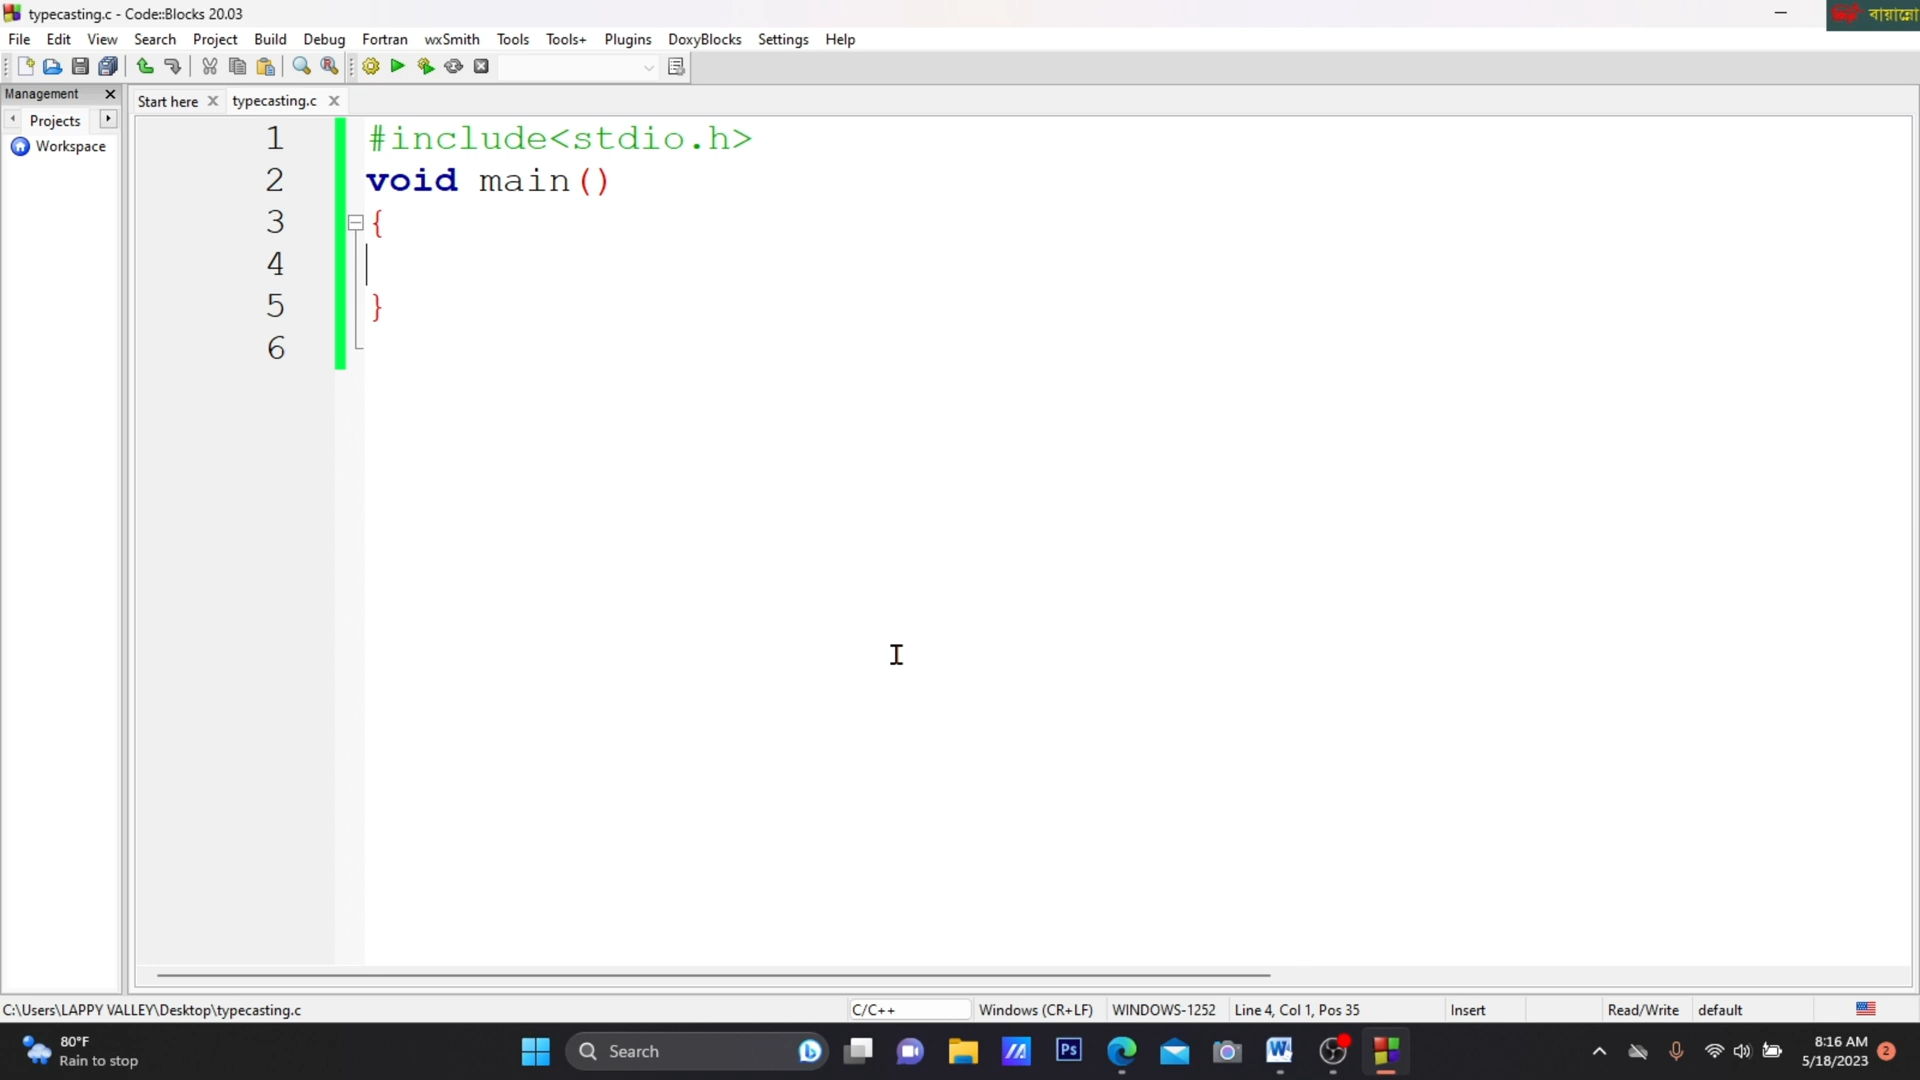 typecasting.c - Code::Blocks 20.03
বায়ান্নো
File Edit View Search Project Build Debug Fortran wxSmith Tools Tools+ Plugins DoxyBlocks Settings Help
Management
Start here typecasting.c
Projects
Workspace
1 #include<stdio.h>
2 void main()
3 {
4
5 }
6
C:\Users\LAPPY VALLEY\Desktop\typecasting.c C/C++ Windows (CR+LF) WINDOWS-1252 Line 4, Col 1, Pos 35 Insert Read/Write default
80°F
Rain to stop
Search
Ps
8:16 AM
5/18/2023
2